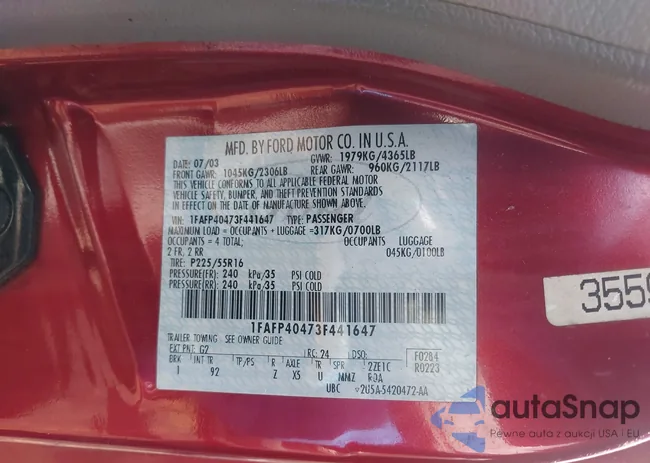 MFD. BY FORD MOTOR CO. IN U.S.A.
DATE: 07/03 GVWR: 1979KG/4365LB
FRONT GAWR: 1045KG/2306LB REAR GAWR: 960KG/2117LB
THIS VEHICLE CONFORMS TO ALL APPLICABLE FEDERAL MOTOR
VEHICLE SAFETY, BUMPER, AND THEFT PREVENTION STANDARDS
IN EFFECT ON THE DATE OF MANUFACTURE SHOWN ABOVE.
VIN: 1FAFP40473F441647 TYPE: PASSENGER
MAXIMUM LOAD = OCCUPANTS + LUGGAGE = 317KG/0700LB
OCCUPANTS = 4 TOTAL; OCCUPANTS LUGGAGE
2 FR, 2 RR 045KG/0100LB
TIRE: P225/55R16
PRESSURE(FR): 240 kPa/35 PSI COLD
PRESSURE(RR): 240 kPa/35 PSI COLD
1FAFP40473F441647
TRAILER TOWING - SEE OWNER GUIDE
EXT PNT: G2 RC: 24 DSO: F0284
BRK INT TR TP/PS R AXLE TR SPR 2ZE1C R0223
I 92 Z X5 U MMZ RDA
UBC 2U5A-5420472-AA
3559
autaSnap
Pewne auta z aukcji USA i EU